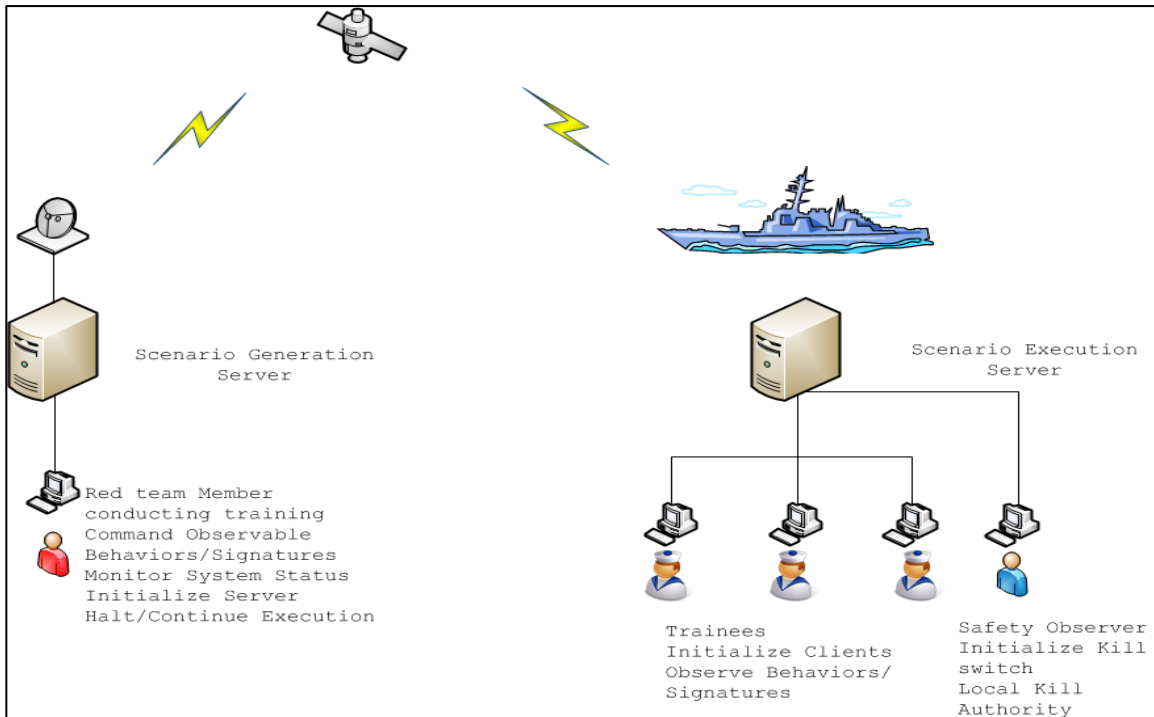 Scenario Generation
Server
Scenario Execution
Server
Red team Member
conducting training
Command Observable
Behaviors/Signatures
Monitor System Status
Initialize Server
Halt/Continue Execution
Trainees
Initialize Clients
Observe Behaviors/
Signatures
Safety Observer
Initialize Kill
switch
Local Kill
Authority